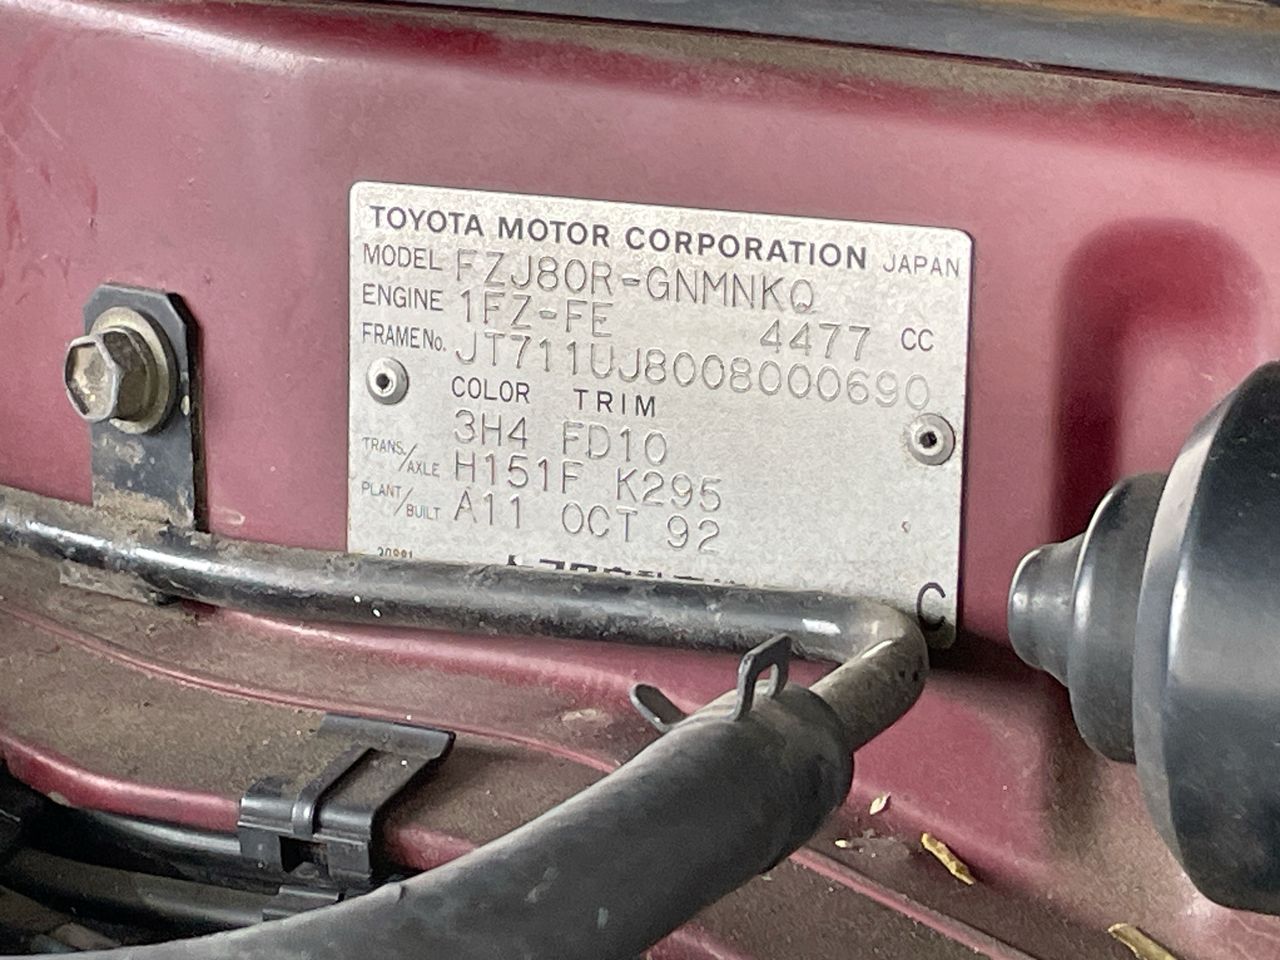 TOYOTA MOTOR CORPORATION JAPAN
MODEL FZJ80R-GNMNKQ
ENGINE 1FZ-FE 4477 CC
FRAME No. JT711UJ8008000690
COLOR TRIM
3H4 FD10
TRANS./AXLE H151F K295
PLANT/BUILT A11 OCT 92
C